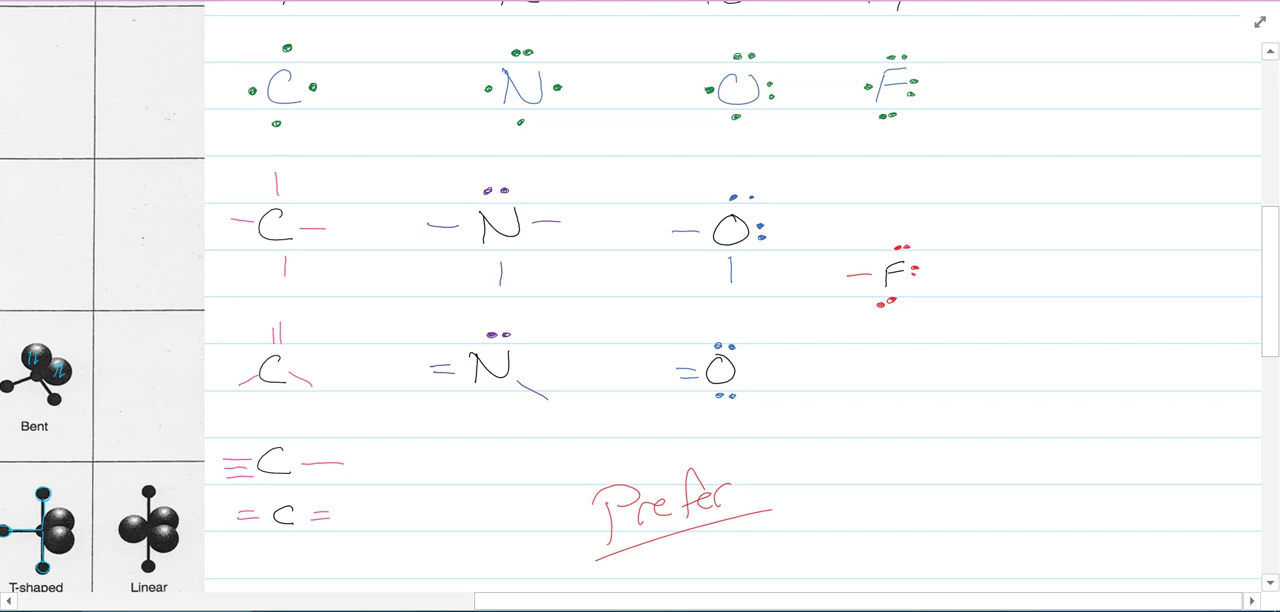 C N O F
C N O
F
C N O
C
C
Prefer
Bent
T-shaped Linear